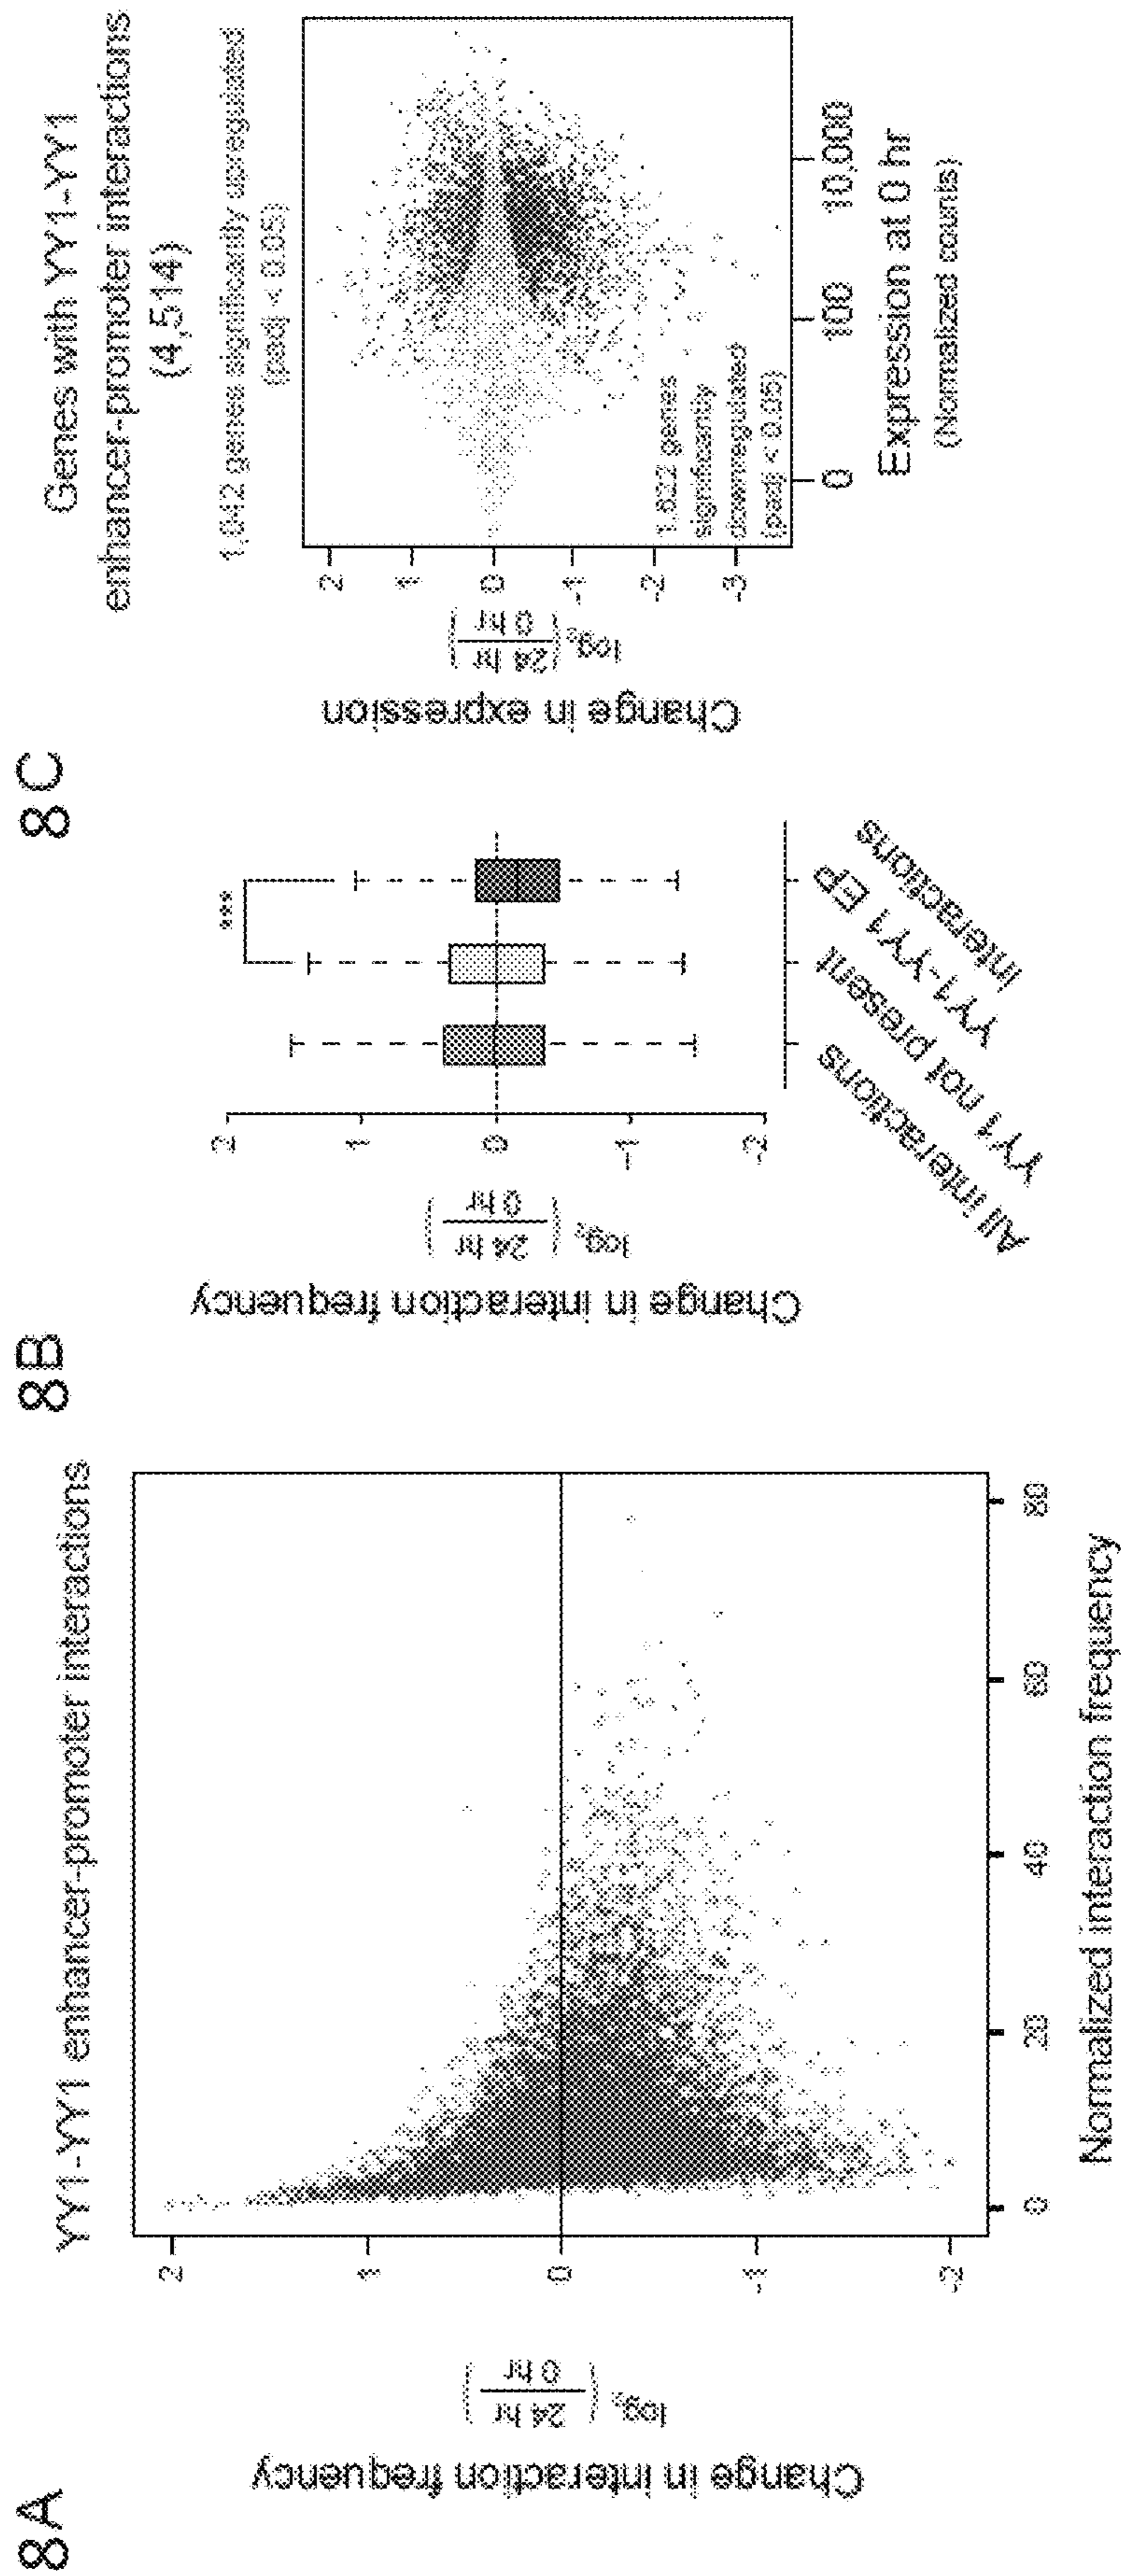 8A
YY1-YY1 enhancer-promoter interactions
Change in interaction frequency
log2 ( 24 hr / 0 hr )
2
1
0
-1
-2
0
20
40
60
80
Normalized interaction frequency
8B
Change in interaction frequency
log2 ( 24 hr / 0 hr )
2
1
0
-1
-2
***
All interactions
YY1 not present
YY1-YY1 EP
interactions
8C
Genes with YY1-YY1
enhancer-promoter interactions
(4,514)
1,042 genes significantly upregulated
(padj < 0.05)
Change in expression
log2 ( 24 hr / 0 hr )
2
1
0
-1
-2
-3
1,622 genes
significantly
downregulated
(padj < 0.05)
0
100
10,000
Expression at 0 hr
(Normalized counts)